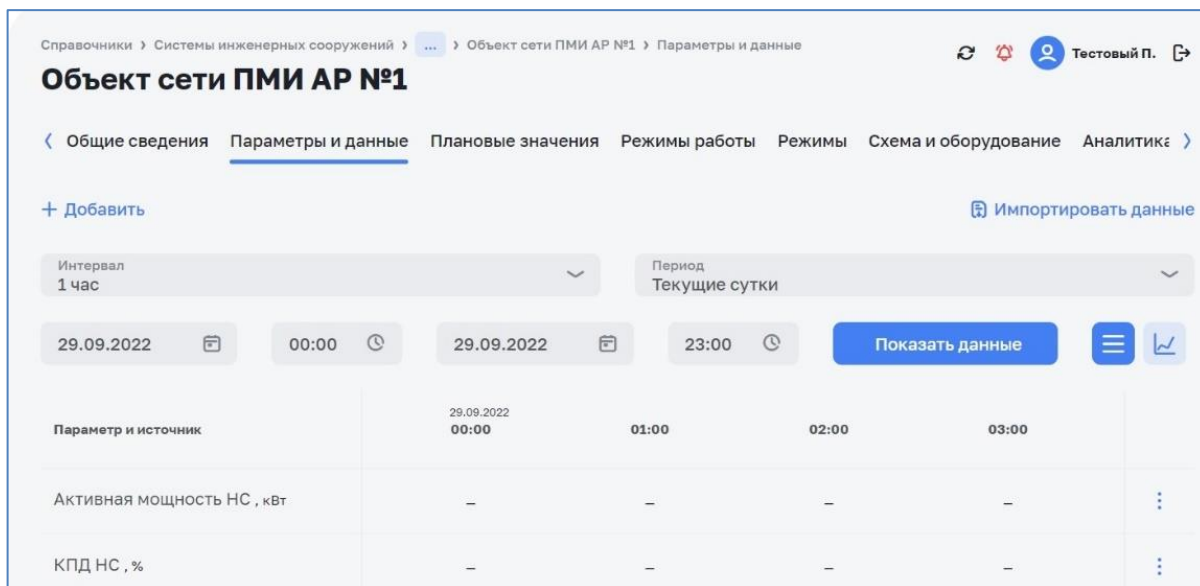 Справочники › Системы инженерных сооружений › ... › Объект сети ПМИ АР №1 › Параметры и данные
Тестовый П.
Объект сети ПМИ АР №1
Общие сведения Параметры и данные Плановые значения Режимы работы Режимы Схема и оборудование Аналитика
+ Добавить Импортировать данные
Интервал Период
1 час Текущие сутки
29.09.2022 00:00 29.09.2022 23:00 Показать данные
29.09.2022
Параметр и источник 00:00 01:00 02:00 03:00
Активная мощность НС , кВт – – – –
КПД НС , % – – – –